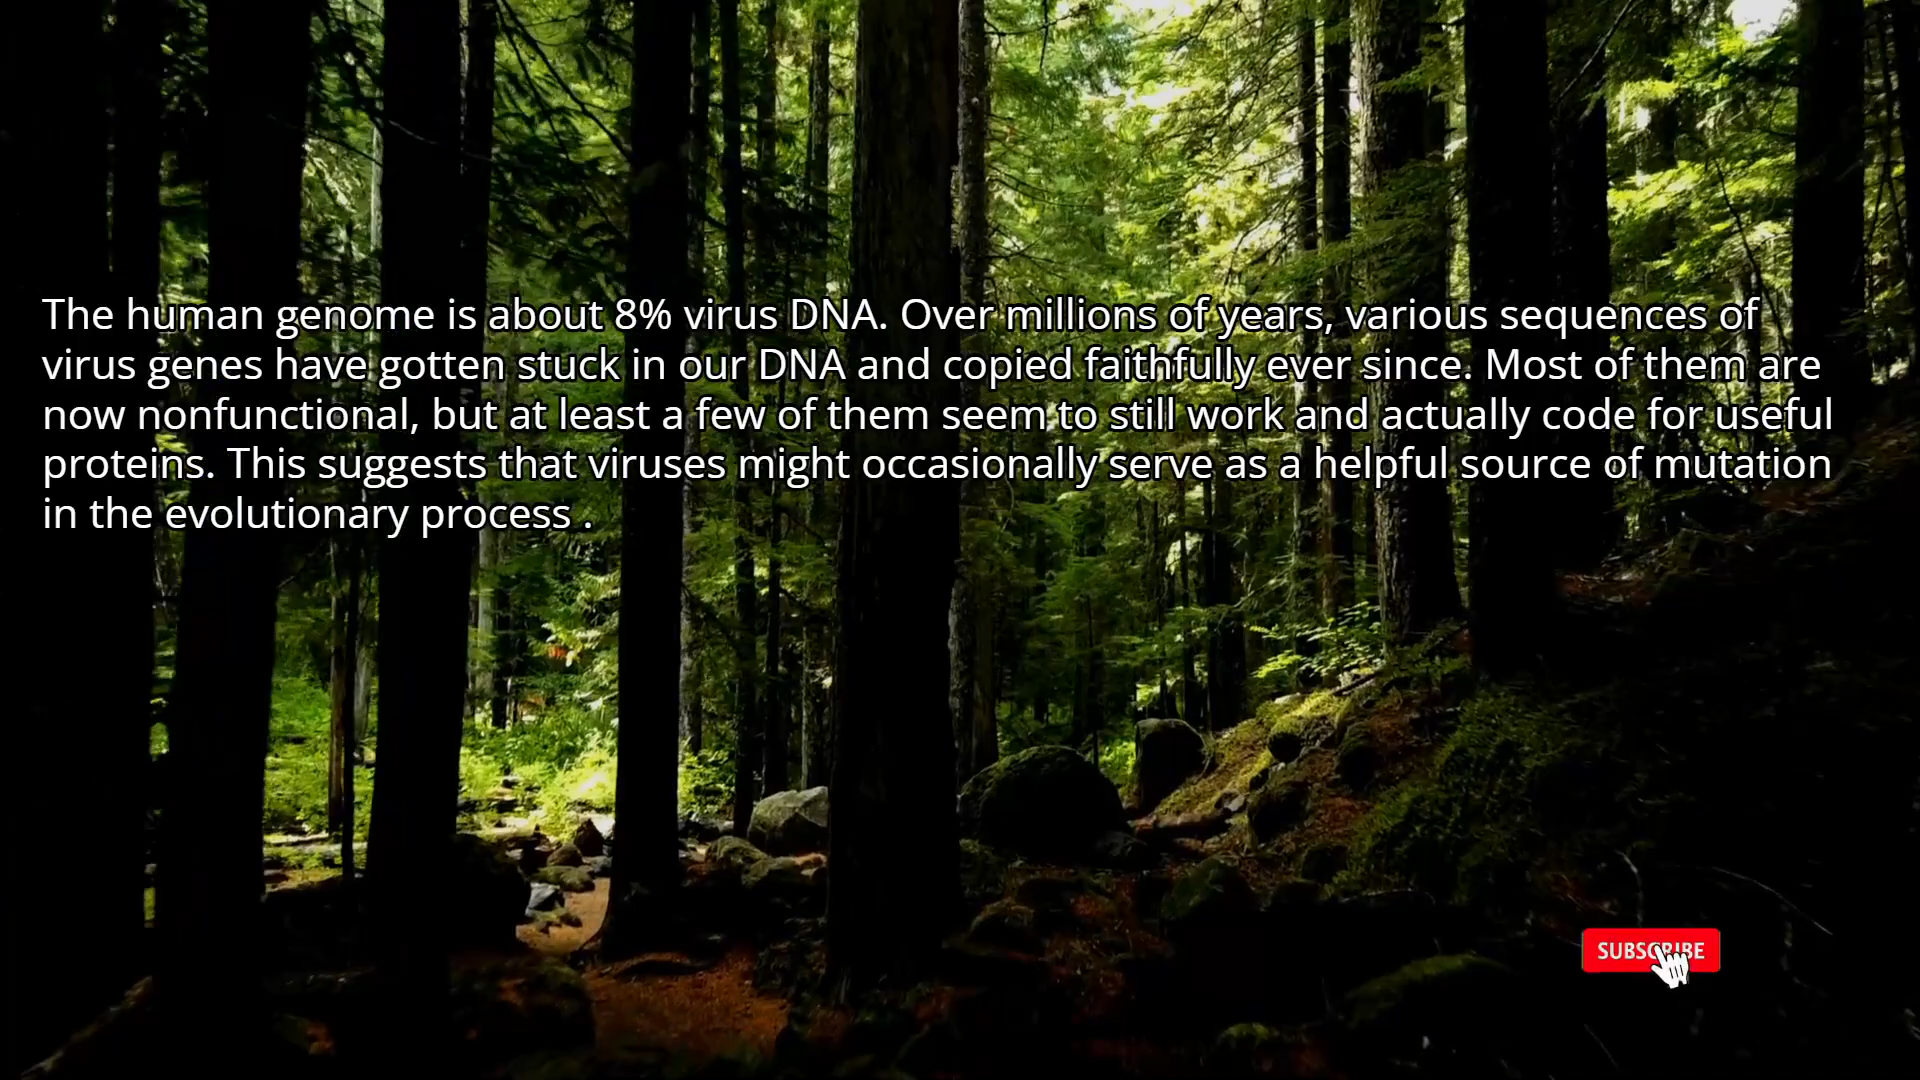 The human genome is about 8% virus DNA. Over millions of years, various sequences of
virus genes have gotten stuck in our DNA and copied faithfully ever since. Most of them are
now nonfunctional, but at least a few of them seem to still work and actually code for useful
proteins. This suggests that viruses might occasionally serve as a helpful source of mutation
in the evolutionary process .
SUBSCRIBE